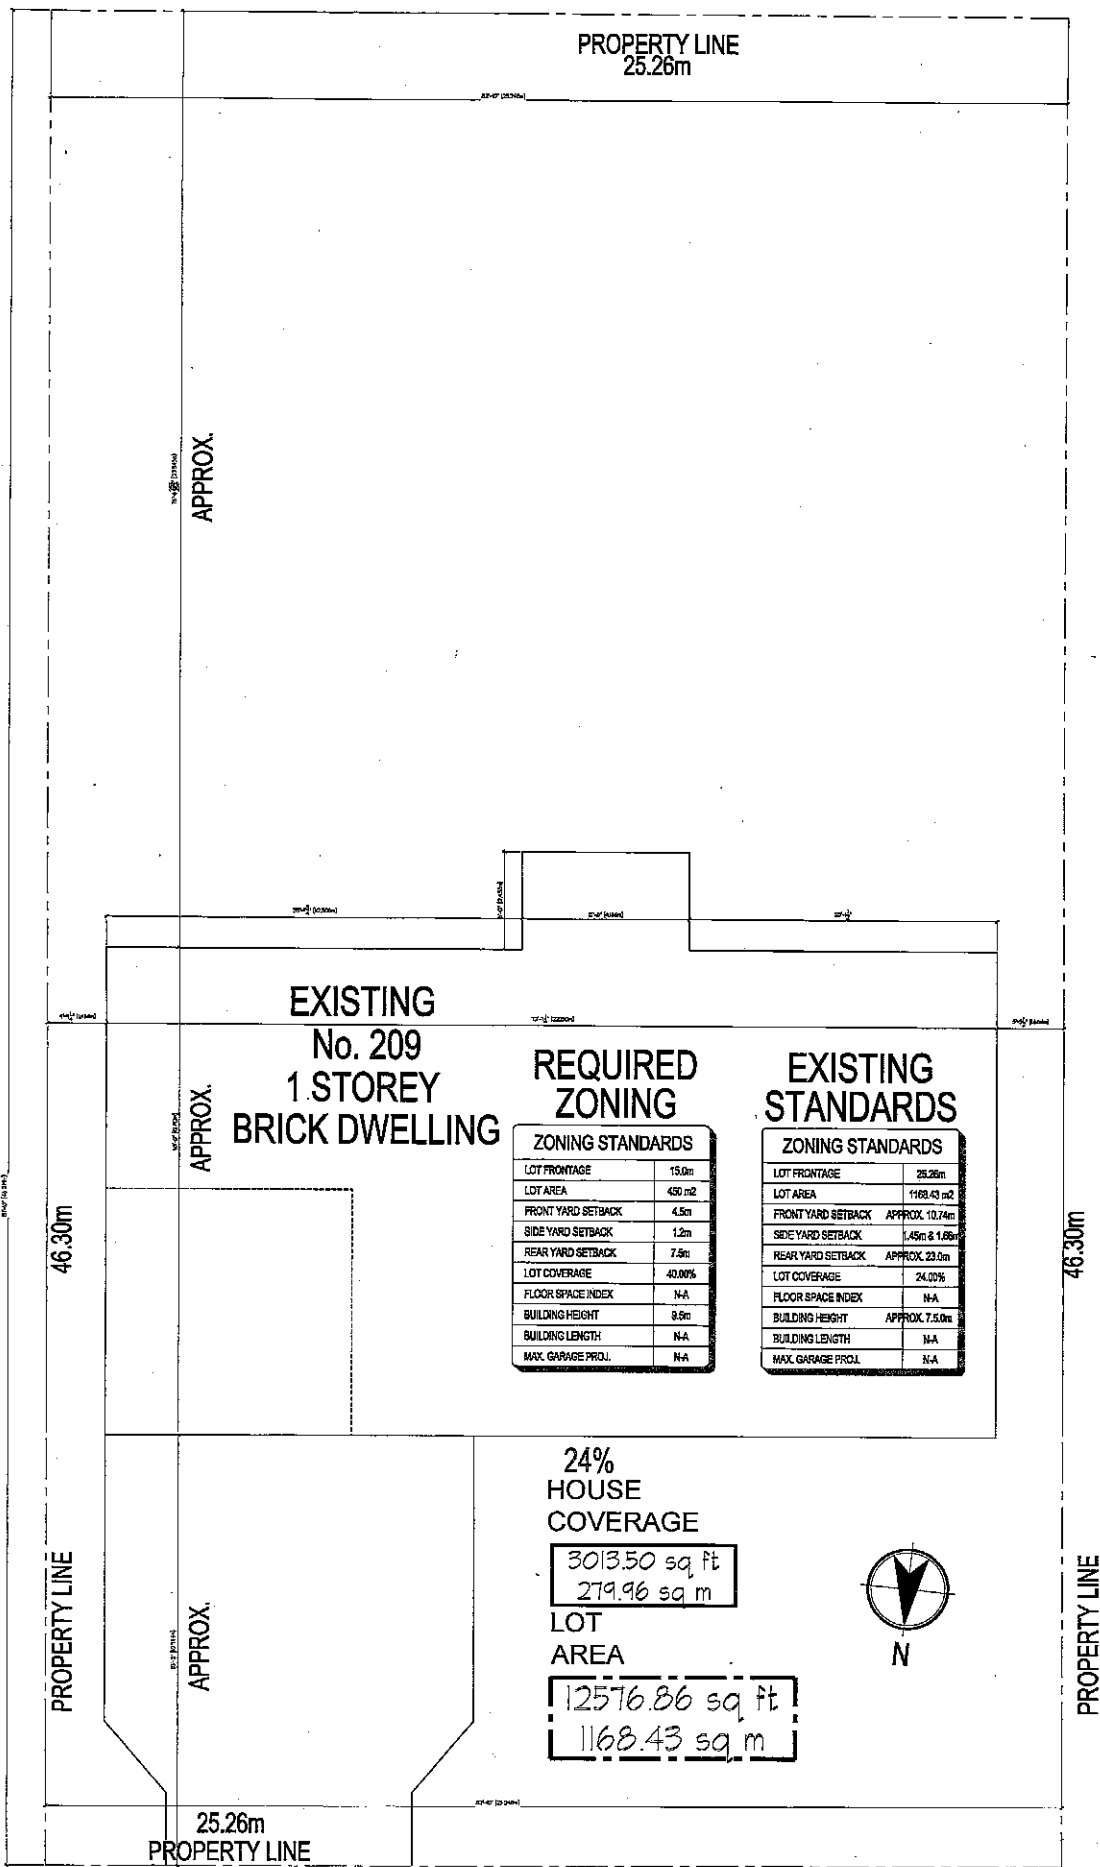 PROPERTY LINE
25.26m
APPROX.
EXISTING
No. 209
1 STOREY
BRICK DWELLING
APPROX.
REQUIRED
ZONING
ZONING STANDARDS
LOT FRONTAGE 15.0m
LOT AREA 450 m2
FRONT YARD SETBACK 4.5m
SIDE YARD SETBACK 1.2m
REAR YARD SETBACK 7.5m
LOT COVERAGE 40.00%
FLOOR SPACE INDEX N-A
BUILDING HEIGHT 9.5m
BUILDING LENGTH N-A
MAX. GARAGE PROJ. N-A
EXISTING
STANDARDS
ZONING STANDARDS
LOT FRONTAGE 25.26m
LOT AREA 1168.43 m2
FRONT YARD SETBACK APPROX. 10.74m
SIDE YARD SETBACK 1.45m & 1.66m
REAR YARD SETBACK APPROX. 23.0m
LOT COVERAGE 24.00%
FLOOR SPACE INDEX N-A
BUILDING HEIGHT APPROX. 7.5.0m
BUILDING LENGTH N-A
MAX. GARAGE PROJ. N-A
46.30m
46.30m
24%
HOUSE
COVERAGE
3013.50 sq ft
279.96 sq m
LOT
AREA
12576.86 sq ft
1168.43 sq m
N
PROPERTY LINE
APPROX.
PROPERTY LINE
25.26m
PROPERTY LINE